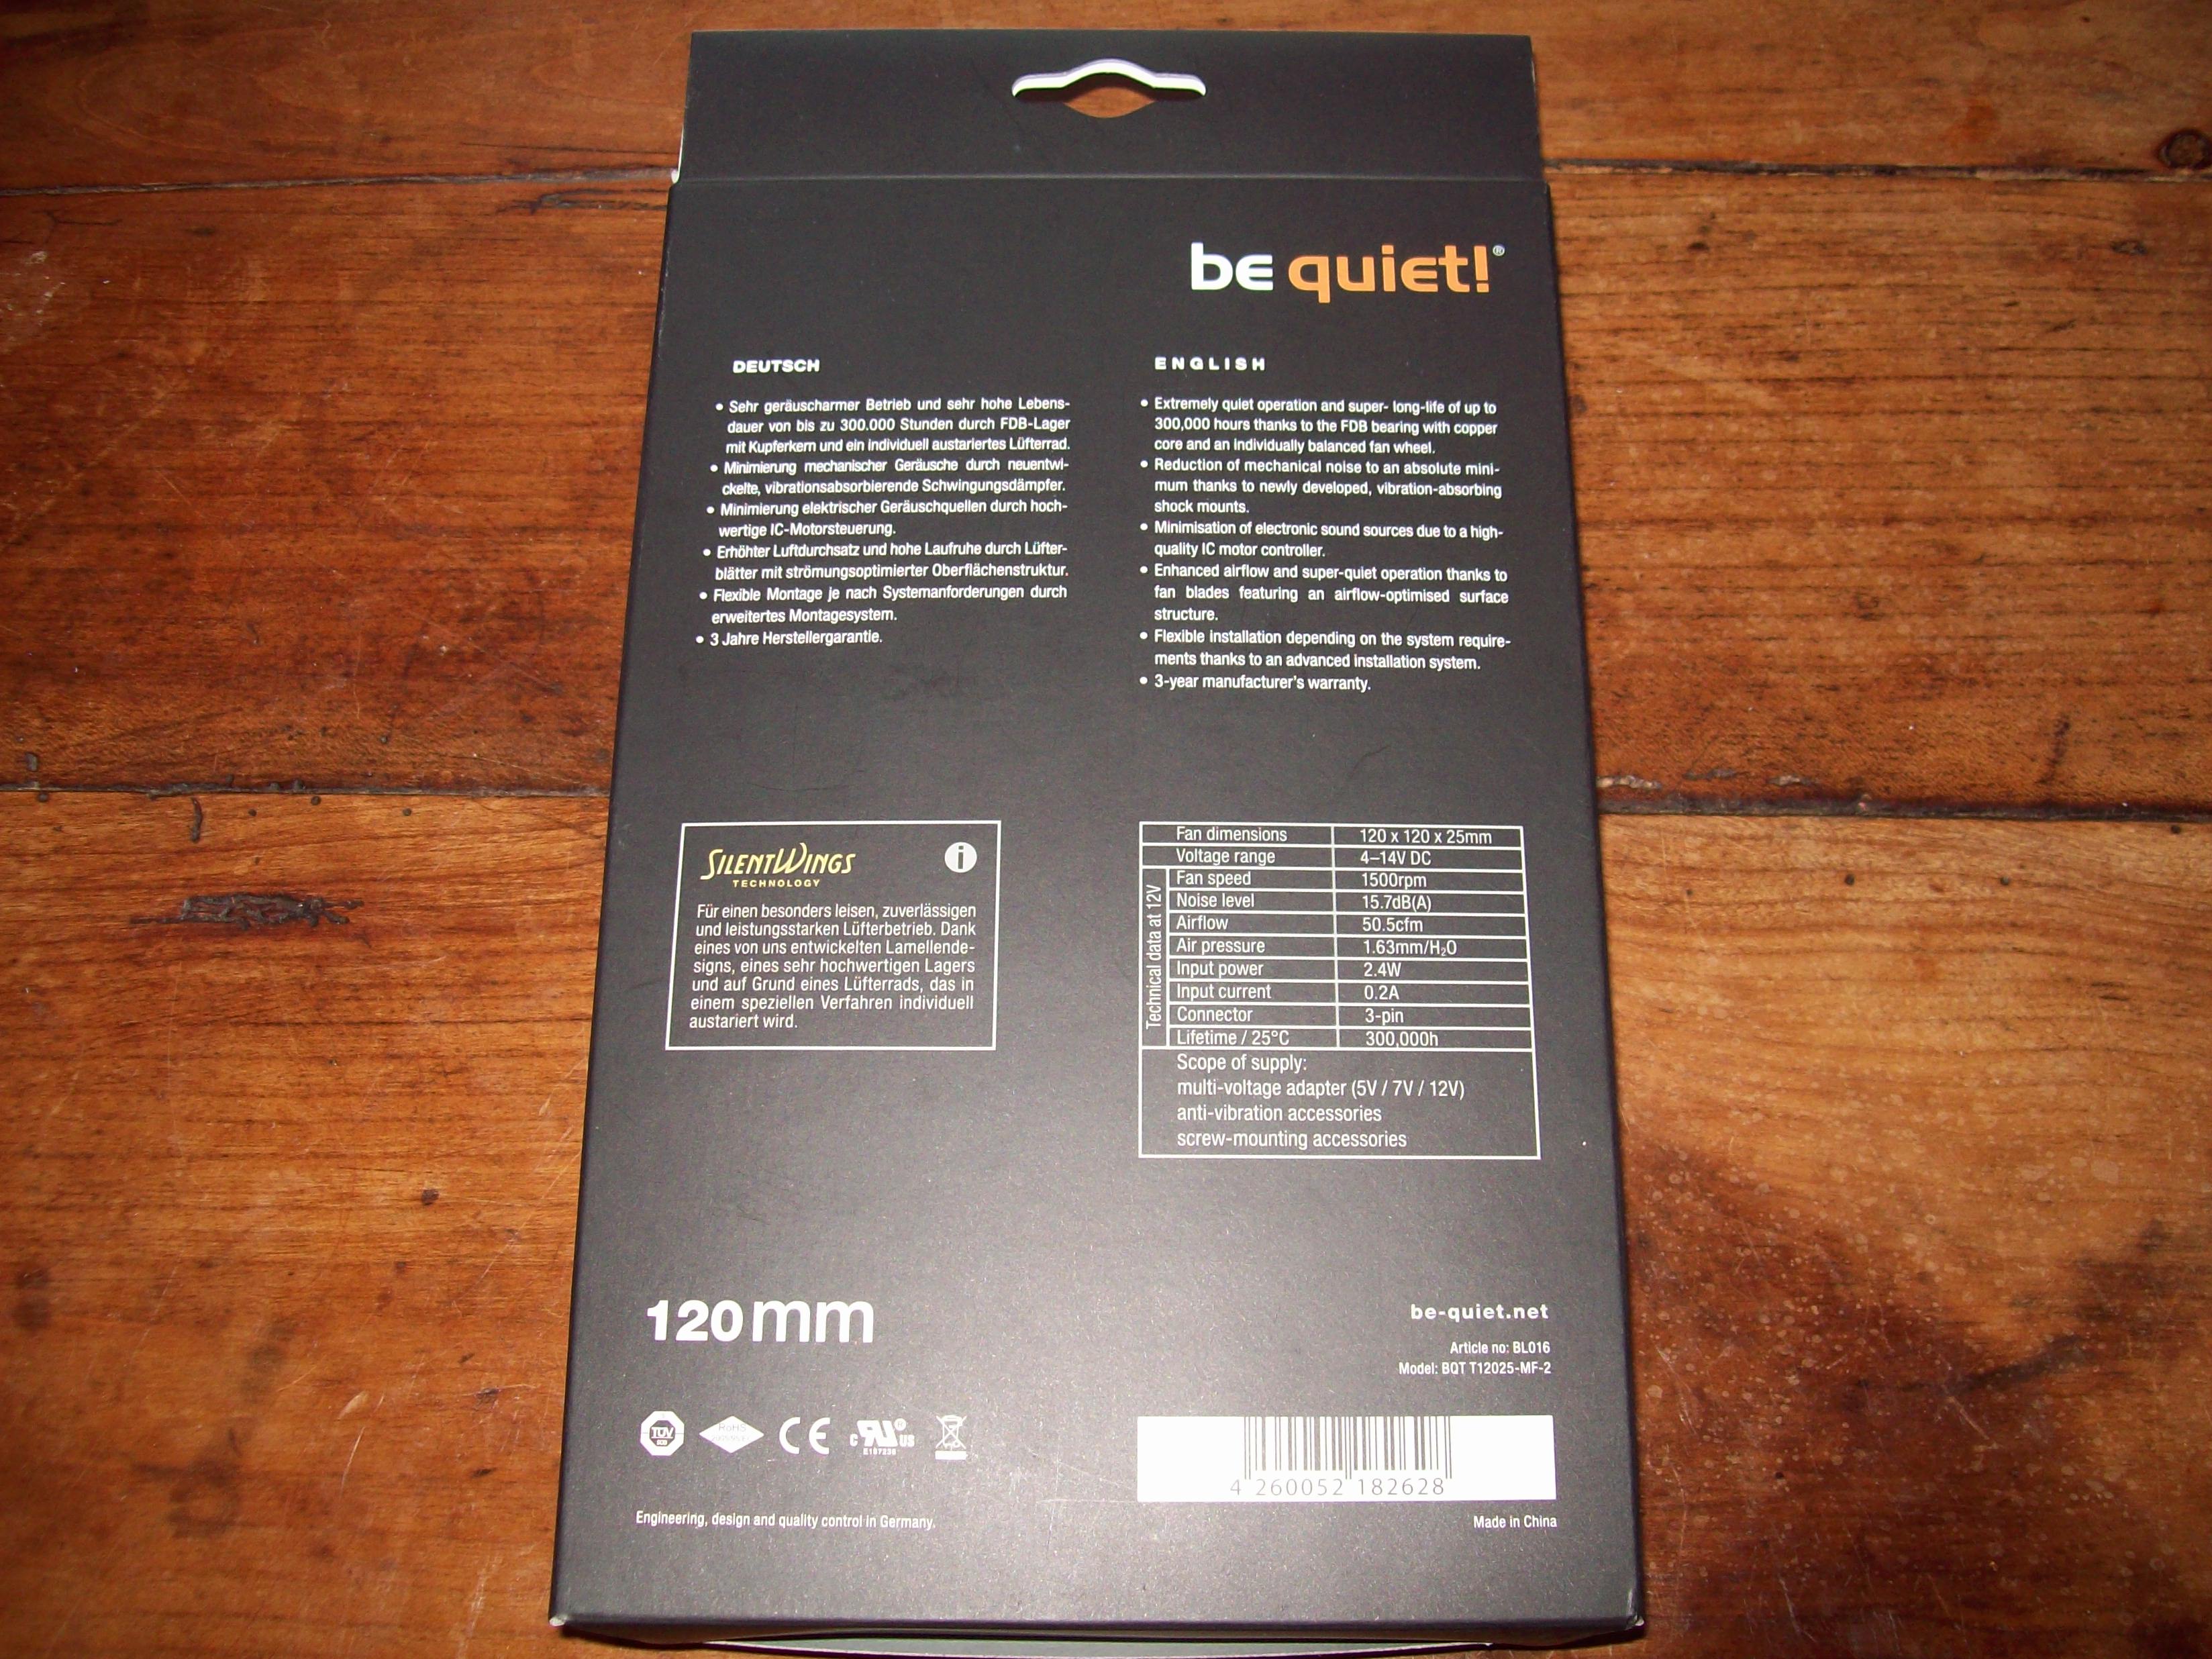 be quiet!®
DEUTSCH
• Sehr geräuscharmer Betrieb und sehr hohe Lebens-
dauer von bis zu 300.000 Stunden durch FDB-Lager
mit Kupferkern und ein individuell austariertes Lüfterrad.
• Minimierung mechanischer Geräusche durch neuentwi-
ckelte, vibrationsabsorbierende Schwingungsdämpfer.
• Minimierung elektrischer Geräuschquellen durch hoch-
wertige IC-Motorsteuerung.
• Erhöhter Luftdurchsatz und hohe Laufruhe durch Lüfter-
blätter mit strömungsoptimierter Oberflächenstruktur.
• Flexible Montage je nach Systemanforderungen durch
erweitertes Montagesystem.
• 3 Jahre Herstellergarantie.
ENGLISH
• Extremely quiet operation and super- long-life of up to
300,000 hours thanks to the FDB bearing with copper
core and an individually balanced fan wheel.
• Reduction of mechanical noise to an absolute mini-
mum thanks to newly developed, vibration-absorbing
shock mounts.
• Minimisation of electronic sound sources due to a high-
quality IC motor controller.
• Enhanced airflow and super-quiet operation thanks to
fan blades featuring an airflow-optimised surface
structure.
• Flexible installation depending on the system require-
ments thanks to an advanced installation system.
• 3-year manufacturer's warranty.
SILENTWINGS i
TECHNOLOGY
Für einen besonders leisen, zuverlässigen
und leistungsstarken Lüfterbetrieb. Dank
eines von uns entwickelten Lamellende-
signs, eines sehr hochwertigen Lagers
und auf Grund eines Lüfterrads, das in
einem speziellen Verfahren individuell
austariert wird.
Fan dimensions 120 x 120 x 25mm
Voltage range 4–14V DC
Technical data at 12V
Fan speed 1500rpm
Noise level 15.7dB(A)
Airflow 50.5cfm
Air pressure 1.63mm/H₂O
Input power 2.4W
Input current 0.2A
Connector 3-pin
Lifetime / 25°C 300,000h
Scope of supply:
multi-voltage adapter (5V / 7V / 12V)
anti-vibration accessories
screw-mounting accessories
120mm
be-quiet.net
Article no: BL016
Model: BQT T12025-MF-2
TÜV
RoHS
CE
c RU® US
4 260052 182628
Engineering, design and quality control in Germany.
Made in China